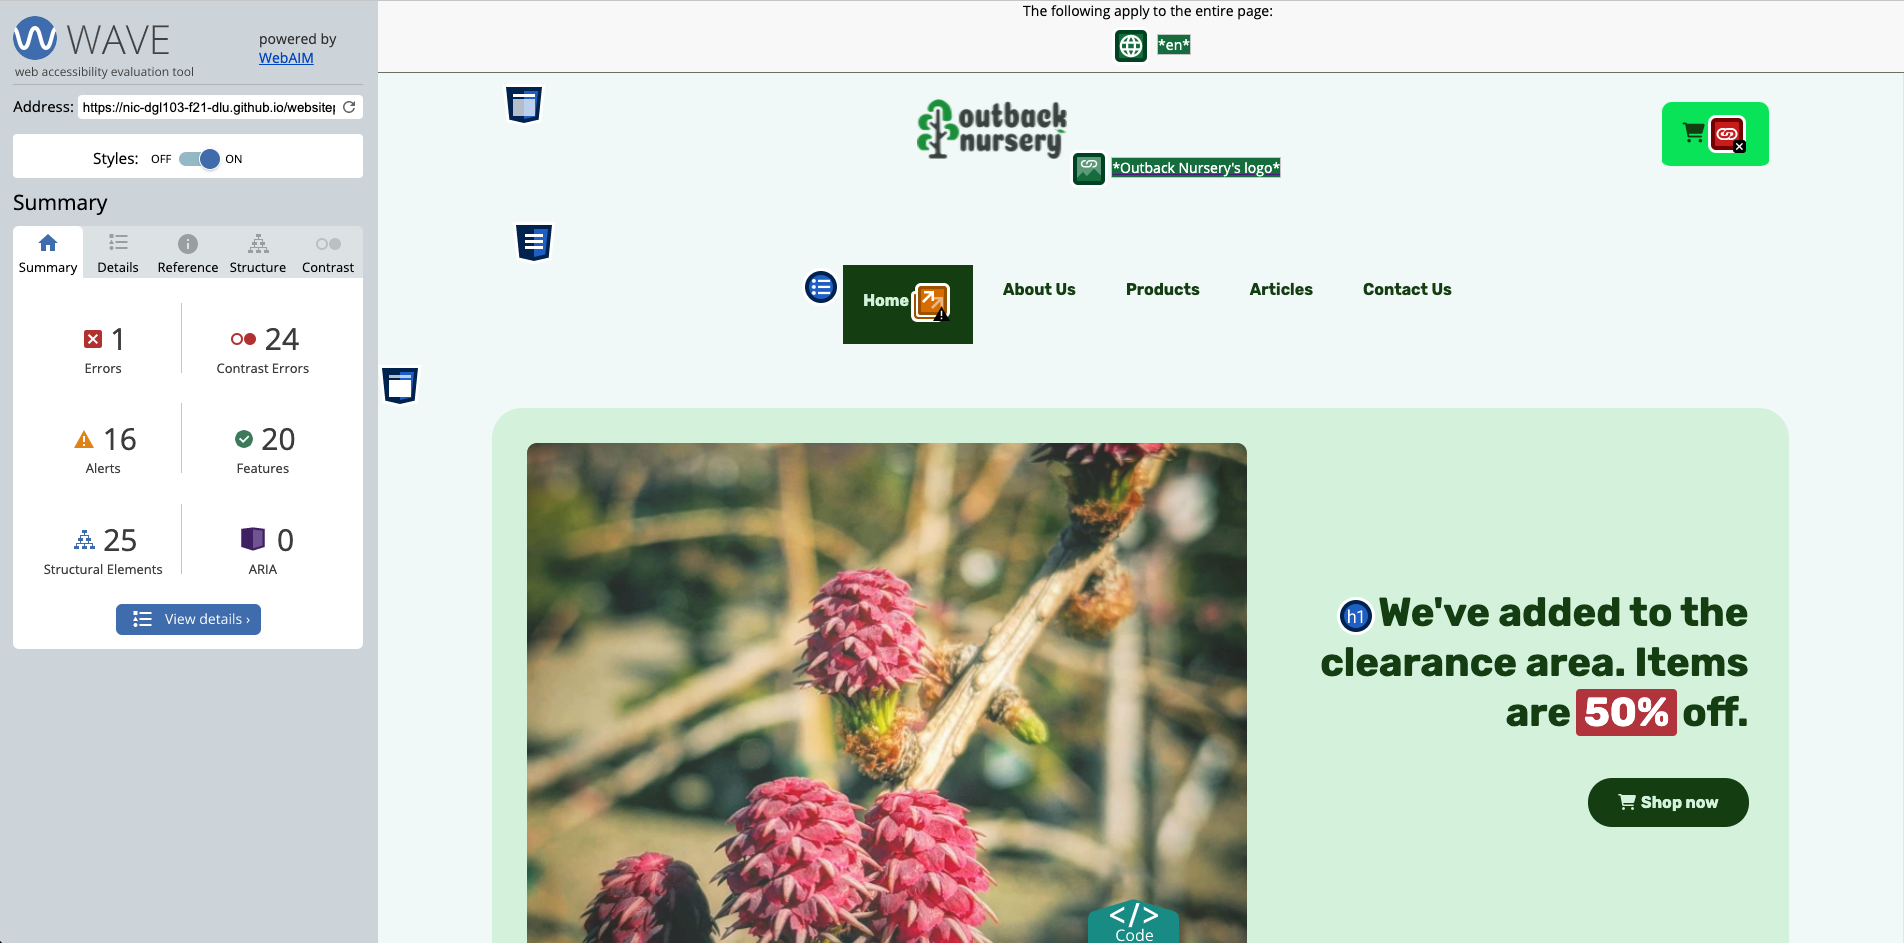 WAVE
web accessibility evaluation tool
powered by
WebAIM
Address: https://nic-dgl103-f21-dlu.github.io/website
Styles: OFF ON
Summary
Summary Details Reference Structure Contrast
1
Errors
24
Contrast Errors
16
Alerts
20
Features
25
Structural Elements
0
ARIA
View details ›
The following apply to the entire page:
*en*
outback
nursery
*Outback Nursery's logo*
Home About Us Products Articles Contact Us
h1 We've added to the
clearance area. Items
are 50% off.
Shop now
</>
Code